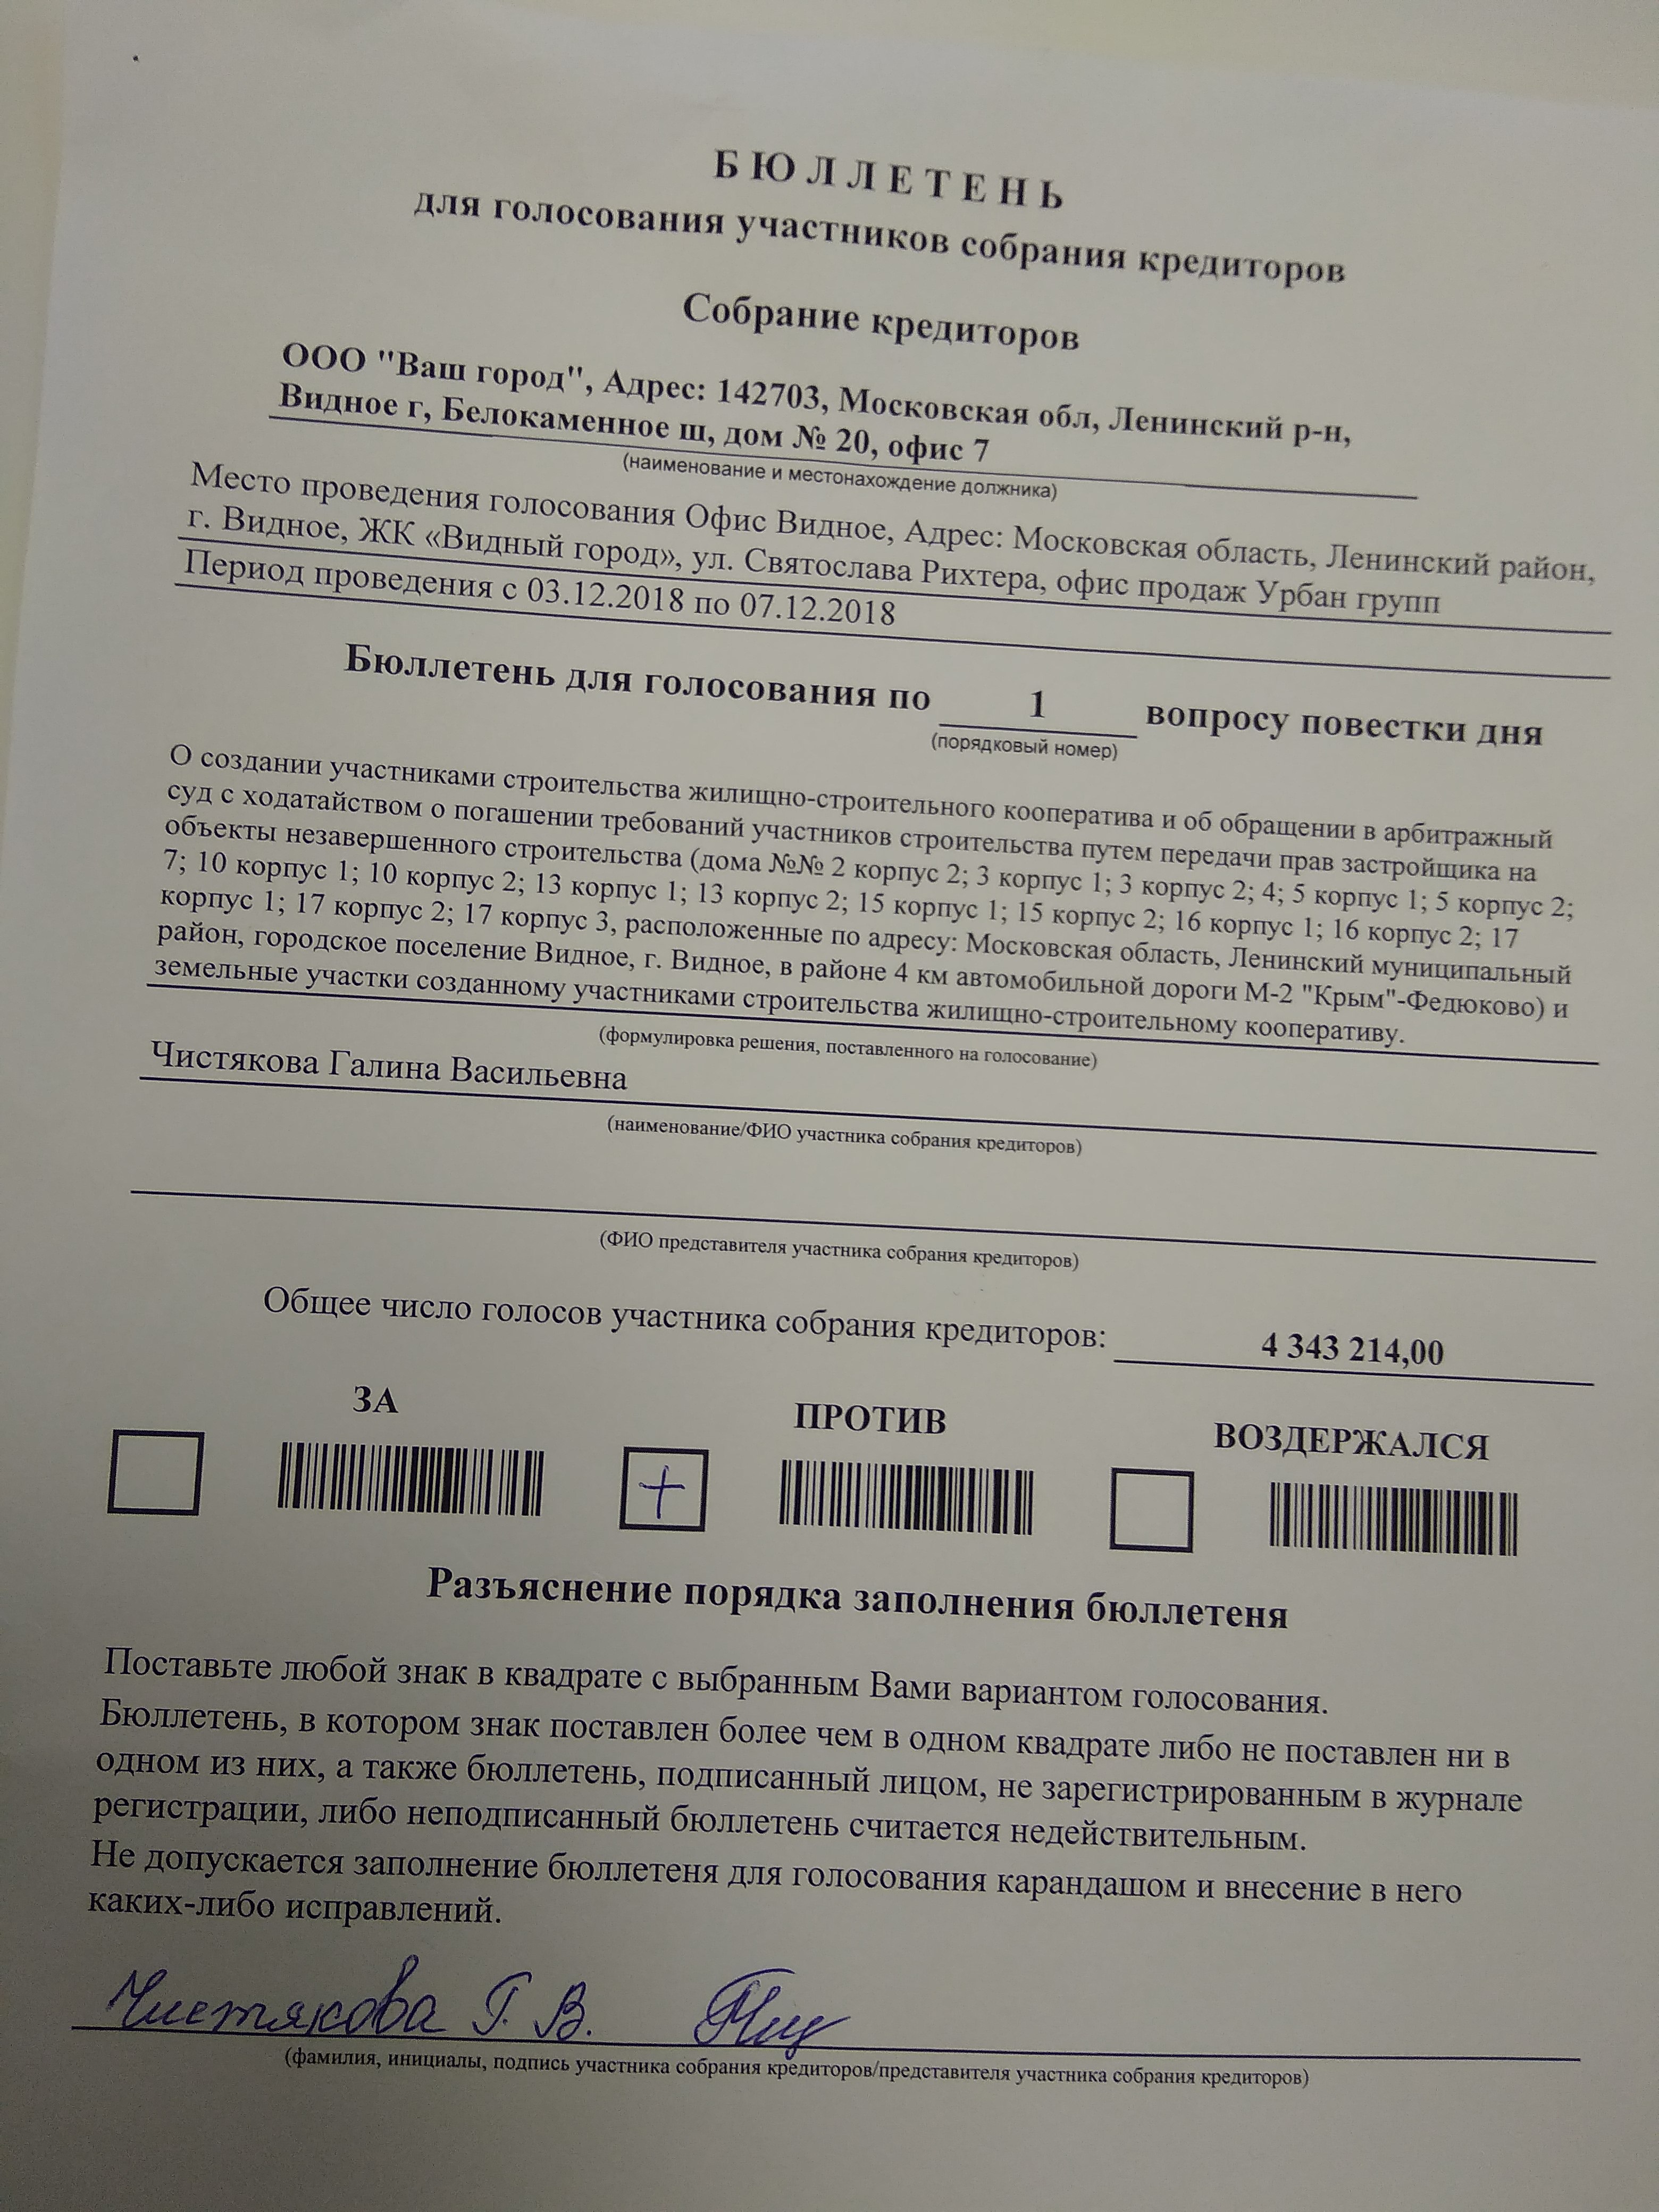 БЮЛЛЕТЕНЬ
для голосования участников собрания кредиторов
Собрание кредиторов
ООО "Ваш город", Адрес: 142703, Московская обл, Ленинский р-н,
Видное г, Белокаменное ш, дом № 20, офис 7
(наименование и местонахождение должника)
Место проведения голосования Офис Видное, Адрес: Московская область, Ленинский район,
г. Видное, ЖК «Видный город», ул. Святослава Рихтера, офис продаж Урбан групп
Период проведения с 03.12.2018 по 07.12.2018
Бюллетень для голосования по 1 вопросу повестки дня
(порядковый номер)
О создании участниками строительства жилищно-строительного кооператива и об обращении в арбитражный
суд с ходатайством о погашении требований участников строительства путем передачи прав застройщика на
объекты незавершенного строительства (дома №№ 2 корпус 2; 3 корпус 1; 3 корпус 2; 4; 5 корпус 1; 5 корпус 2;
7; 10 корпус 1; 10 корпус 2; 13 корпус 1; 13 корпус 2; 15 корпус 1; 15 корпус 2; 16 корпус 1; 16 корпус 2; 17
корпус 1; 17 корпус 2; 17 корпус 3, расположенные по адресу: Московская область, Ленинский муниципальный
район, городское поселение Видное, г. Видное, в районе 4 км автомобильной дороги М-2 "Крым"-Федюково) и
земельные участки созданному участниками строительства жилищно-строительному кооперативу.
(формулировка решения, поставленного на голосование)
Чистякова Галина Васильевна
(наименование/ФИО участника собрания кредиторов)
(ФИО представителя участника собрания кредиторов)
Общее число голосов участника собрания кредиторов: 4 343 214,00
ЗА ПРОТИВ ВОЗДЕРЖАЛСЯ
Разъяснение порядка заполнения бюллетеня
Поставьте любой знак в квадрате с выбранным Вами вариантом голосования.
Бюллетень, в котором знак поставлен более чем в одном квадрате либо не поставлен ни в
одном из них, а также бюллетень, подписанный лицом, не зарегистрированным в журнале
регистрации, либо неподписанный бюллетень считается недействительным.
Не допускается заполнение бюллетеня для голосования карандашом и внесение в него
каких-либо исправлений.
Чистякова Г. В.
(фамилия, инициалы, подпись участника собрания кредиторов/представителя участника собрания кредиторов)